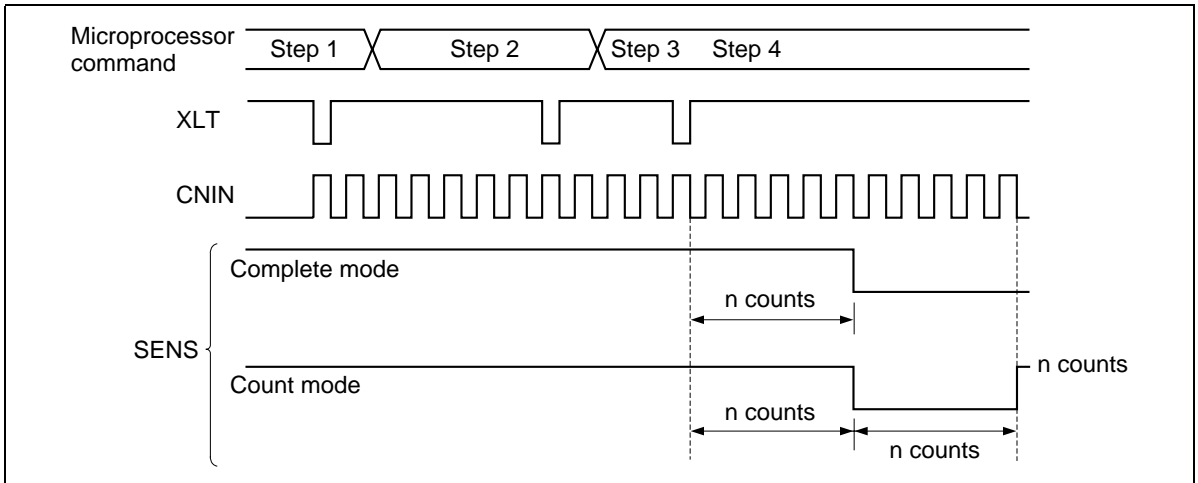 Microprocessor
command
Step 1
Step 2
Step 3
Step 4
XLT
CNIN
SENS
Complete mode
n counts
Count mode
n counts
n counts
n counts